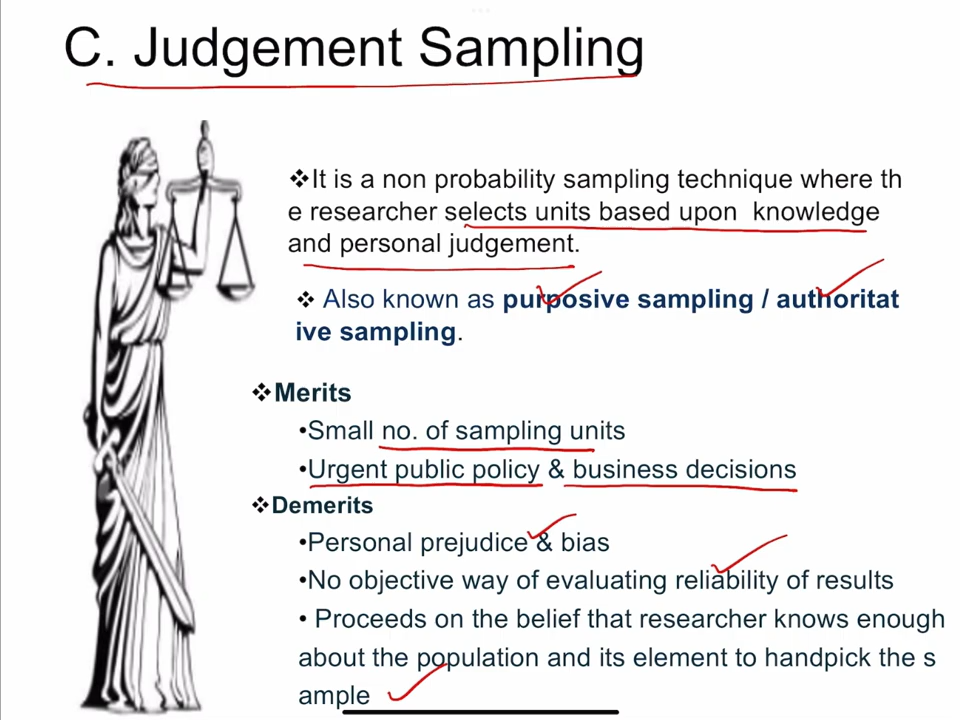 C. Judgement Sampling
❖It is a non probability sampling technique where th
e researcher selects units based upon knowledge
and personal judgement.
❖ Also known as purposive sampling / authoritat
ive sampling.
❖Merits
•Small no. of sampling units
•Urgent public policy & business decisions
❖Demerits
•Personal prejudice & bias
•No objective way of evaluating reliability of results
• Proceeds on the belief that researcher knows enough
about the population and its element to handpick the s
ample